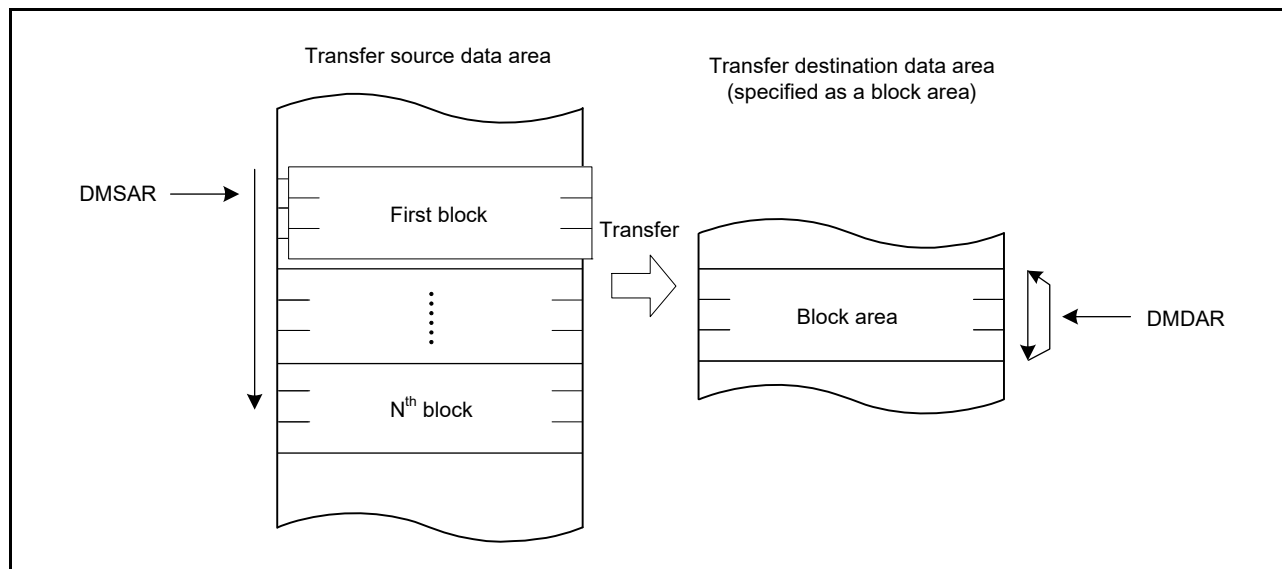 Transfer source data area
Transfer destination data area
(specified as a block area)
DMSAR
First block
Transfer
Block area
DMDAR
Nth block